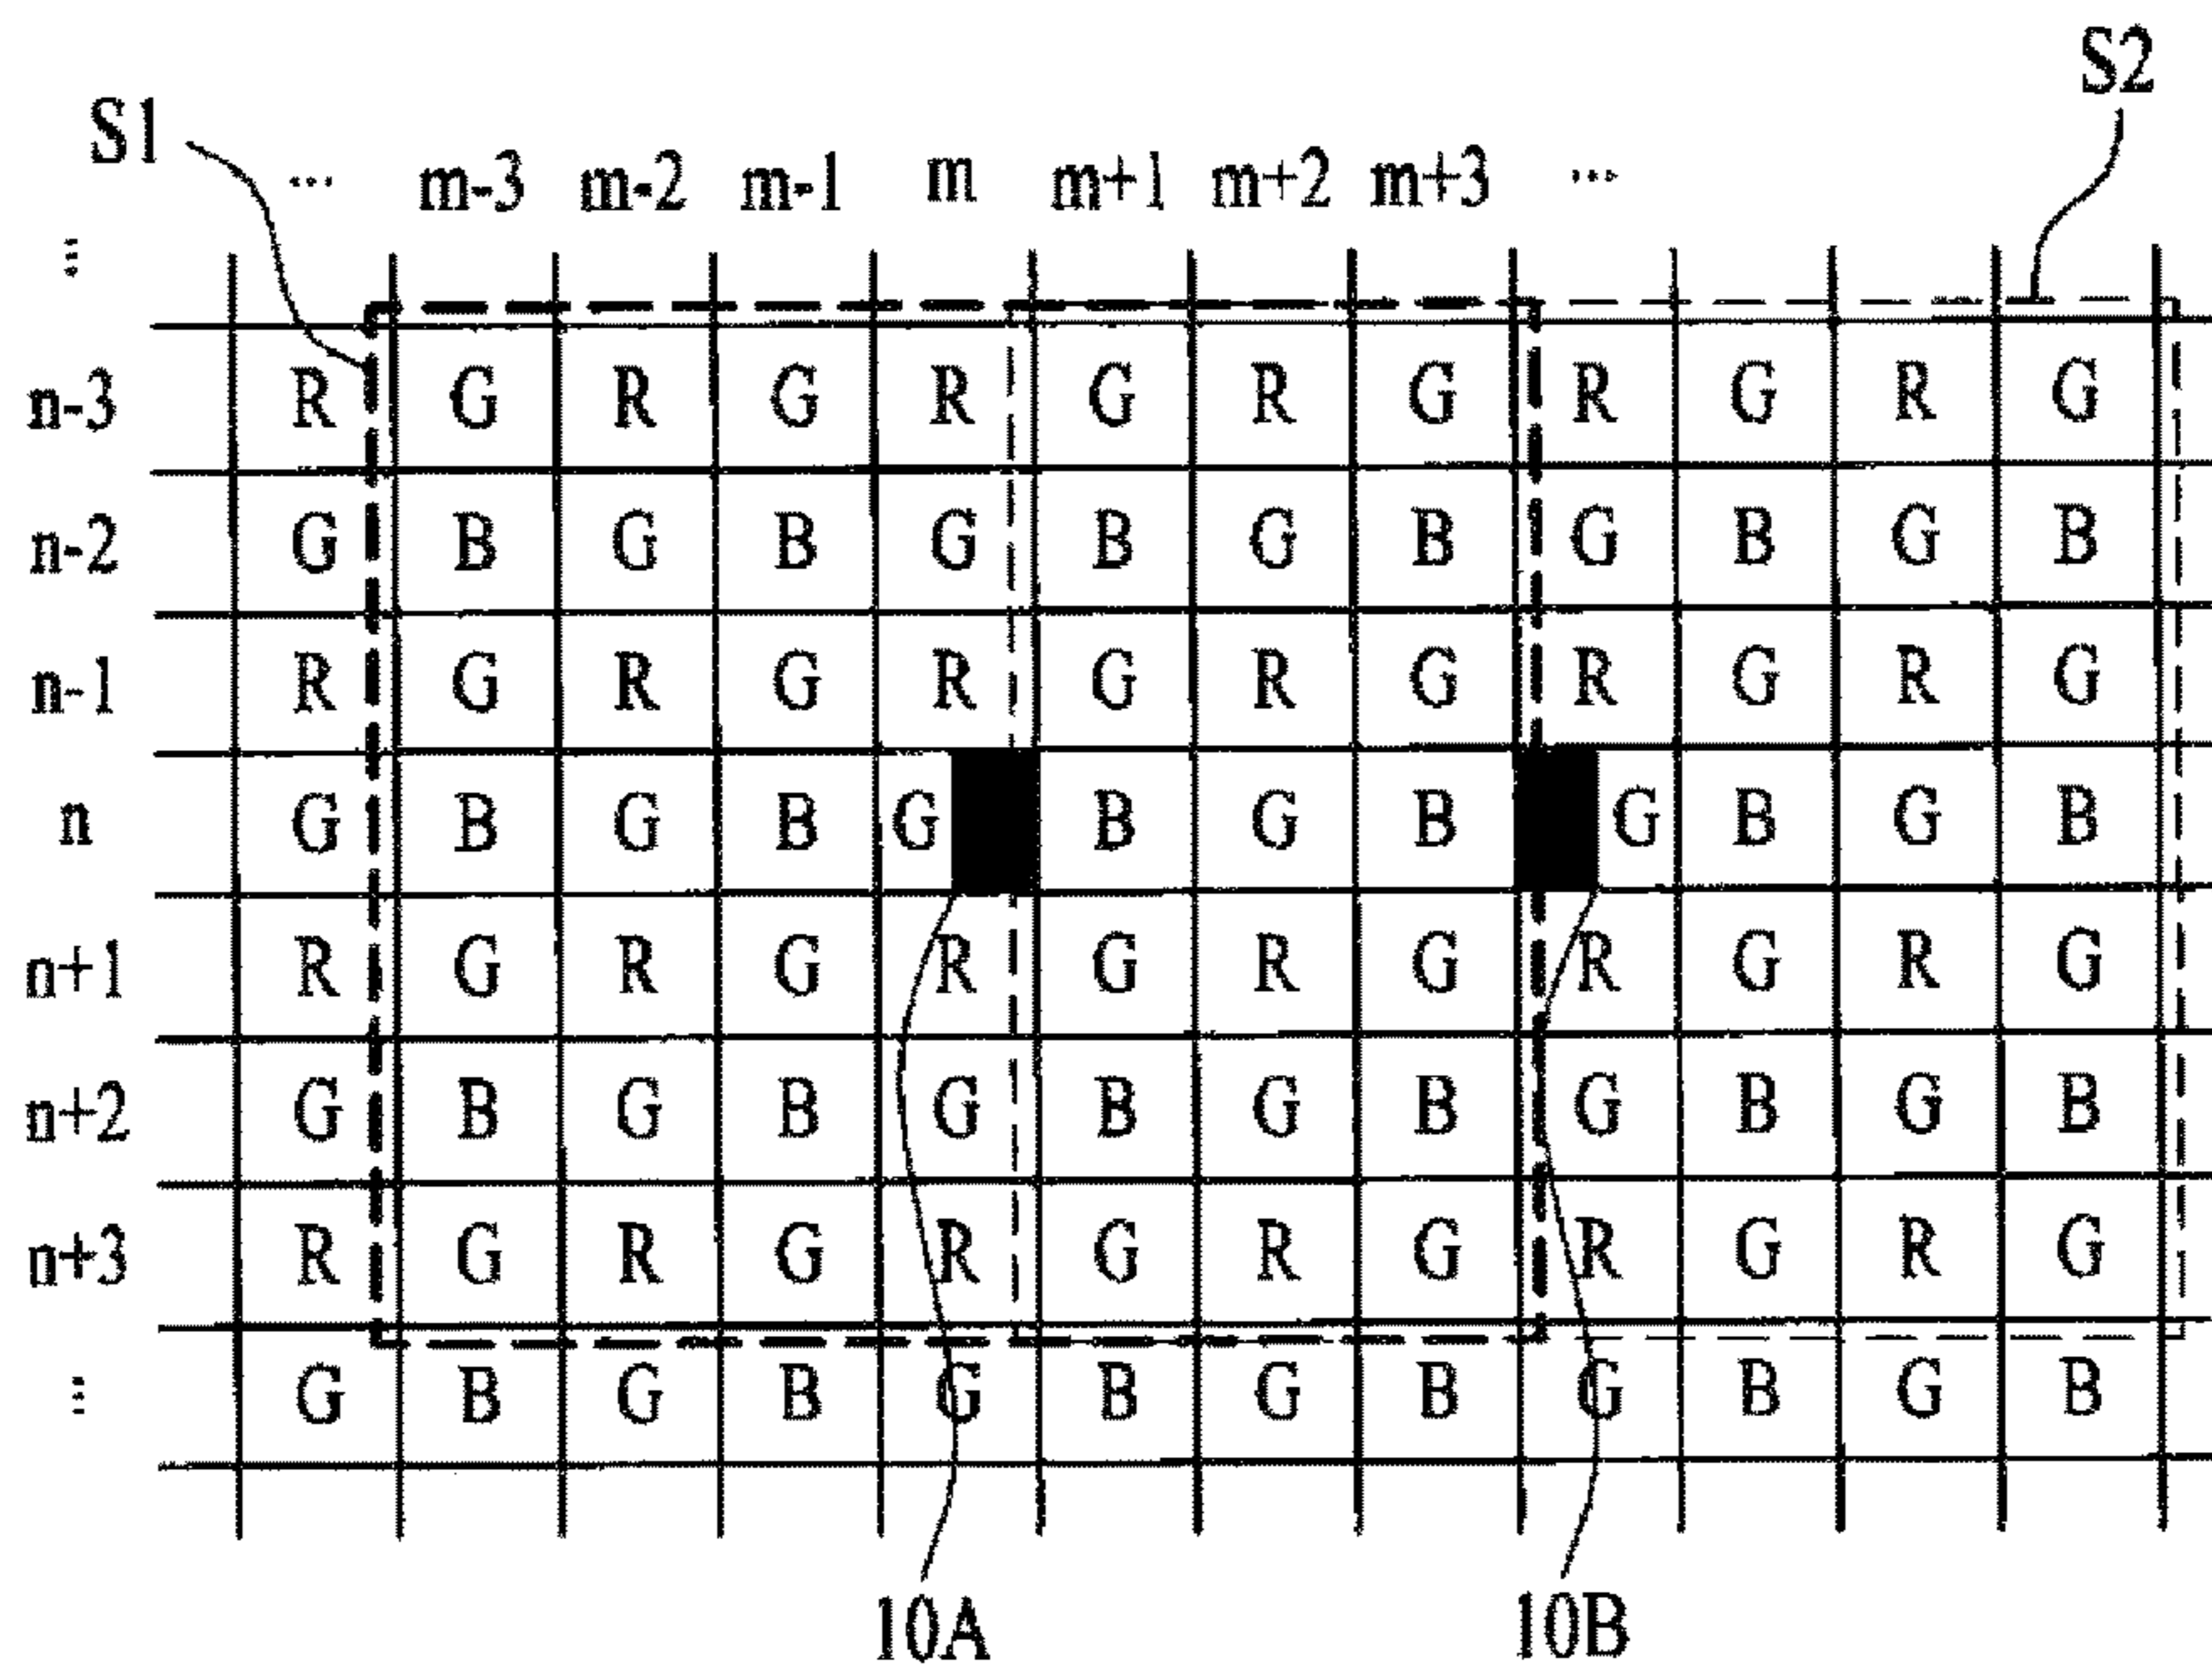 S1 S2
... m-3 m-2 m-1 m m+1 m+2 m+3 ...
...
n-3 R G R G R G R G R G R G
n-2 G B G B G B G B G B G B
n-1 R G R G R G R G R G R G
n G B G B G B G B G B G B
n+1 R G R G R G R G R G R G
n+2 G B G B G B G B G B G B
n+3 R G R G R G R G R G R G
... G B G B G B G B G B G B
10A 10B